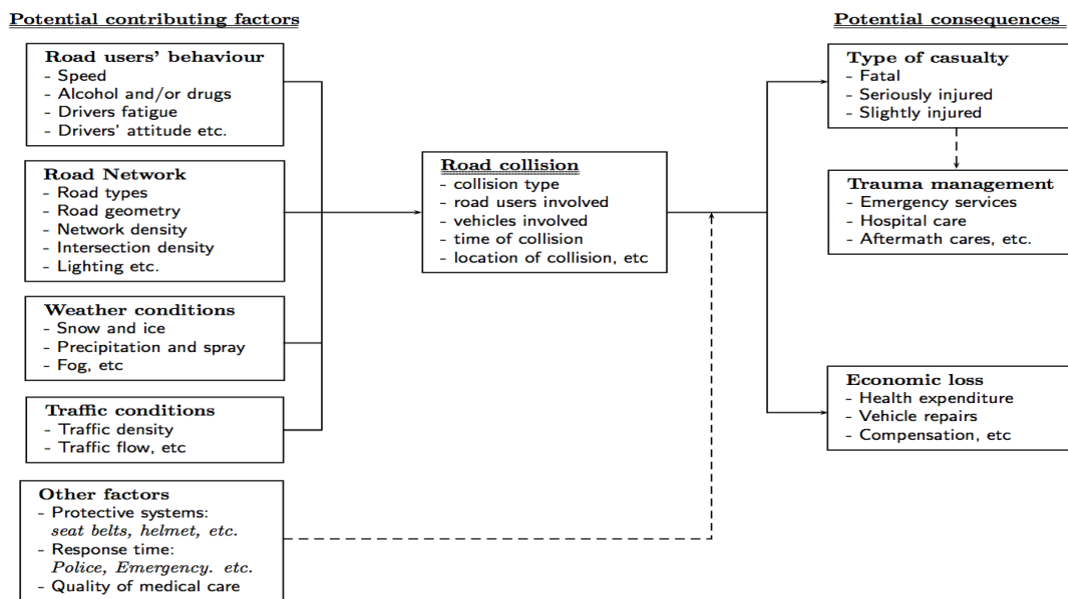 Potential contributing factors
Road users' behaviour
- Speed
- Alcohol and/or drugs
- Drivers fatigue
- Drivers' attitude etc.
Road Network
- Road types
- Road geometry
- Network density
- Intersection density
- Lighting etc.
Weather conditions
- Snow and ice
- Precipitation and spray
- Fog, etc
Traffic conditions
- Traffic density
- Traffic flow, etc
Other factors
- Protective systems:
seat belts, helmet, etc.
- Response time:
Police, Emergency. etc.
- Quality of medical care
Road collision
- collision type
- road users involved
- vehicles involved
- time of collision
- location of collision, etc
Potential consequences
Type of casualty
- Fatal
- Seriously injured
- Slightly injured
Trauma management
- Emergency services
- Hospital care
- Aftermath cares, etc.
Economic loss
- Health expenditure
- Vehicle repairs
- Compensation, etc